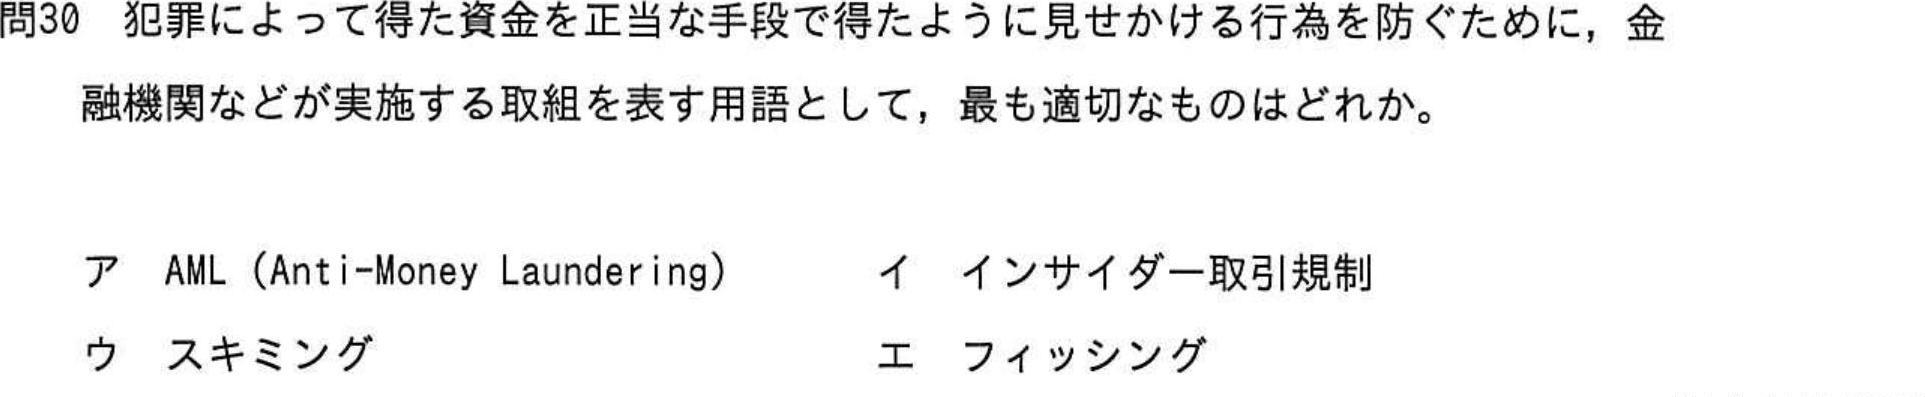 問30 犯罪によって得た資金を正当な手段で得たように見せかける行為を防ぐために，金
融機関などが実施する取組を表す用語として，最も適切なものはどれか。
ア AML（Anti-Money Laundering） イ インサイダー取引規制
ウ スキミング エ フィッシング